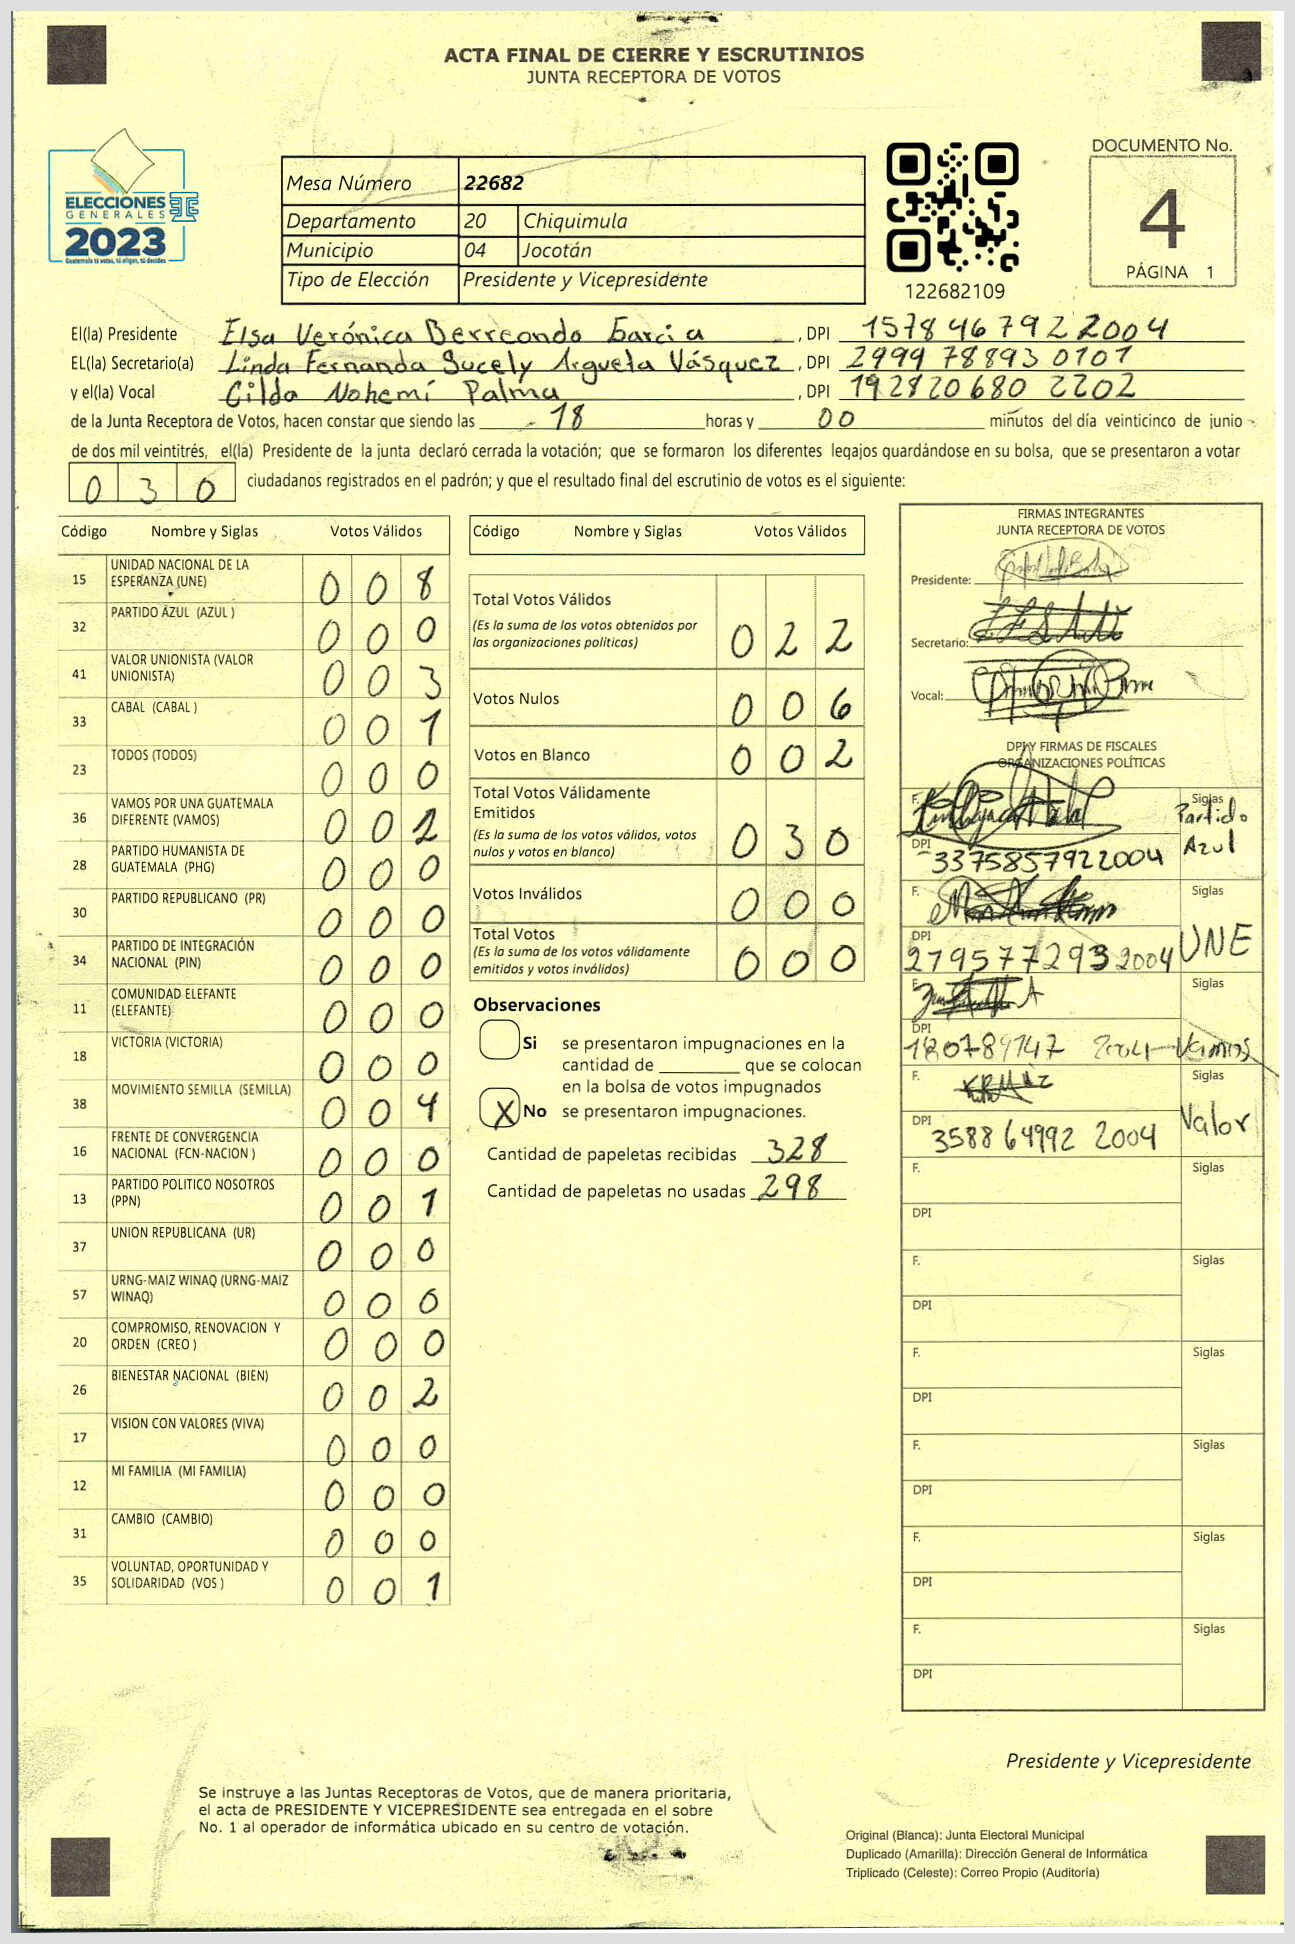 ACTA FINAL DE CIERRE Y ESCRUTINIOS
JUNTA RECEPTORA DE VOTOS
ELECCIONES
GENERALES
2023
Guatemala tú votas, tú eliges, tú decides
Mesa Número 22682
Departamento 20 Chiquimula
Municipio 04 Jocotán
Tipo de Elección Presidente y Vicepresidente
122682109
DOCUMENTO No.
4
PÁGINA 1
El(la) Presidente Elsa Verónica Berreondo Garcia, DPI 1578467922004
EL(la) Secretario(a) Linda Fernanda Sucely Argueta Vásquez, DPI 2999 78893 0101
y el(la) Vocal Gilda Nohemí Palma, DPI 192820680 2202
de la Junta Receptora de Votos, hacen constar que siendo las 18 horas y 00 minutos del día veinticinco de junio
de dos mil veintitrés, el(la) Presidente de la junta declaró cerrada la votación; que se formaron los diferentes legajos guardándose en su bolsa, que se presentaron a votar
0 3 0 ciudadanos registrados en el padrón; y que el resultado final del escrutinio de votos es el siguiente:
Código Nombre y Siglas Votos Válidos
15 UNIDAD NACIONAL DE LA ESPERANZA (UNE) 0 0 8
32 PARTIDO AZUL (AZUL ) 0 0 0
41 VALOR UNIONISTA (VALOR UNIONISTA) 0 0 3
33 CABAL (CABAL ) 0 0 1
23 TODOS (TODOS) 0 0 0
36 VAMOS POR UNA GUATEMALA DIFERENTE (VAMOS) 0 0 2
28 PARTIDO HUMANISTA DE GUATEMALA (PHG) 0 0 0
30 PARTIDO REPUBLICANO (PR) 0 0 0
34 PARTIDO DE INTEGRACIÓN NACIONAL (PIN) 0 0 0
11 COMUNIDAD ELEFANTE (ELEFANTE) 0 0 0
18 VICTORIA (VICTORIA) 0 0 0
38 MOVIMIENTO SEMILLA (SEMILLA) 0 0 4
16 FRENTE DE CONVERGENCIA NACIONAL (FCN-NACION ) 0 0 0
13 PARTIDO POLITICO NOSOTROS (PPN) 0 0 1
37 UNION REPUBLICANA (UR) 0 0 0
57 URNG-MAIZ WINAQ (URNG-MAIZ WINAQ) 0 0 0
20 COMPROMISO, RENOVACION Y ORDEN (CREO ) 0 0 0
26 BIENESTAR NACIONAL (BIEN) 0 0 2
17 VISION CON VALORES (VIVA) 0 0 0
12 MI FAMILIA (MI FAMILIA) 0 0 0
31 CAMBIO (CAMBIO) 0 0 0
35 VOLUNTAD, OPORTUNIDAD Y SOLIDARIDAD (VOS ) 0 0 1
Código Nombre y Siglas Votos Válidos
Total Votos Válidos
(Es la suma de los votos obtenidos por
las organizaciones políticas) 0 2 2
Votos Nulos 0 0 6
Votos en Blanco 0 0 2
Total Votos Válidamente
Emitidos
(Es la suma de los votos válidos, votos
nulos y votos en blanco) 0 3 0
Votos Inválidos 0 0 0
Total Votos
(Es la suma de los votos válidamente
emitidos y votos inválidos) 0 0 0
Observaciones
Si se presentaron impugnaciones en la
cantidad de ________ que se colocan
en la bolsa de votos impugnados
X No se presentaron impugnaciones.
Cantidad de papeletas recibidas 328
Cantidad de papeletas no usadas 298
FIRMAS INTEGRANTES
JUNTA RECEPTORA DE VOTOS
Presidente:
Secretario:
Vocal:
DPI Y FIRMAS DE FISCALES
ORGANIZACIONES POLÍTICAS
F. Siglas Partido Azul
DPI 3375857922004
F. Siglas UNE
DPI 2795772932004
F. Siglas Vamos
DPI 2004
F. Siglas Valor
DPI 358864992 2004
F. Siglas
DPI
F. Siglas
DPI
F. Siglas
DPI
F. Siglas
DPI
F. Siglas
DPI
F. Siglas
DPI
Presidente y Vicepresidente
Se instruye a las Juntas Receptoras de Votos, que de manera prioritaria,
el acta de PRESIDENTE Y VICEPRESIDENTE sea entregada en el sobre
No. 1 al operador de informática ubicado en su centro de votación.
Original (Blanca): Junta Electoral Municipal
Duplicado (Amarilla): Dirección General de Informática
Triplicado (Celeste): Correo Propio (Auditoría)